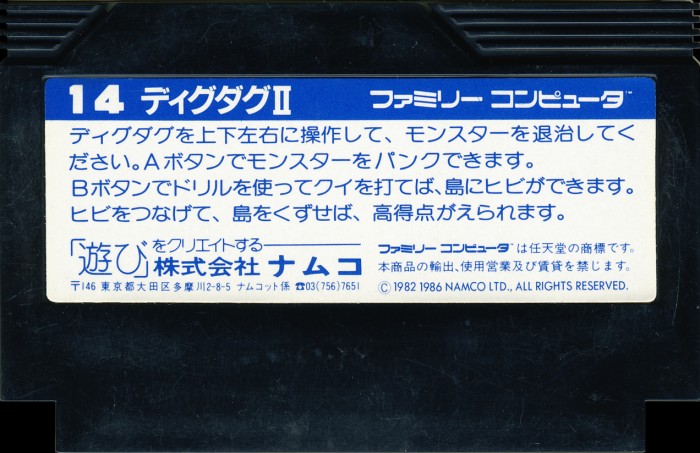 14 ディグダグⅡ ファミリー コンピュータ™
ディグダグを上下左右に操作して、モンスターを退治してく
ださい。Aボタンでモンスターをパンクできます。
Bボタンでドリルを使ってクイを打てば、島にヒビができます。
ヒビをつなげて、島をくずせば、高得点がえられます。
「遊び」をクリエイトする
株式会社 ナムコ
〒146 東京都大田区多摩川2-8-5 ナムコット係 ☎03(756)7651
ファミリー コンピュータ™は任天堂の商標です。
本商品の輸出、使用営業及び賃貸を禁じます。
Ⓒ 1982 1986 NAMCO LTD., ALL RIGHTS RESERVED.